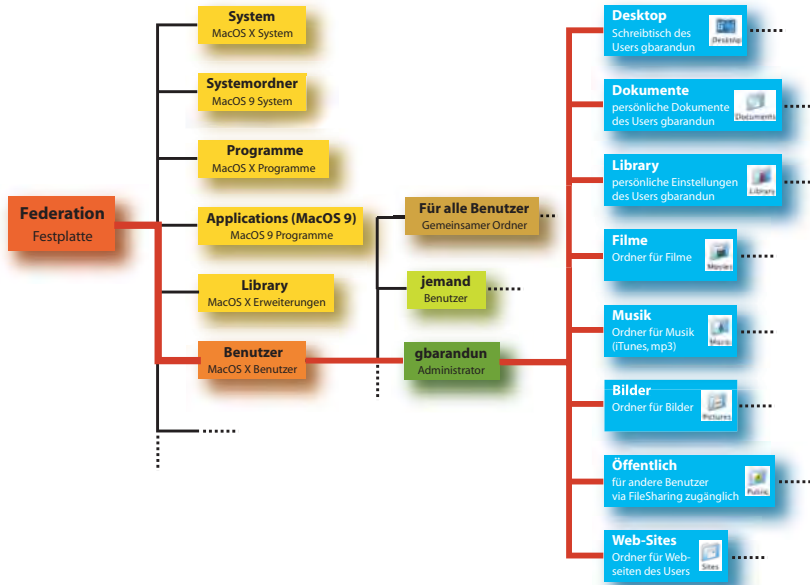 Federation
Festplatte
System
MacOS X System
Systemordner
MacOS 9 System
Programme
MacOS X Programme
Applications (MacOS 9)
MacOS 9 Programme
Library
MacOS X Erweiterungen
Benutzer
MacOS X Benutzer
Für alle Benutzer
Gemeinsamer Ordner
jemand
Benutzer
gbarandun
Administrator
Desktop
Schreibtisch des
Users gbarandun
Desktop
Dokumente
persönliche Dokumente
des Users gbarandun
Documents
Library
persönliche Einstellungen
des Users gbarandun
Library
Filme
Ordner für Filme
Movies
Musik
Ordner für Musik
(iTunes, mp3)
Music
Bilder
Ordner für Bilder
Pictures
Öffentlich
für andere Benutzer
via FileSharing zugänglich
Public
Web-Sites
Ordner für Web-
seiten des Users
Sites